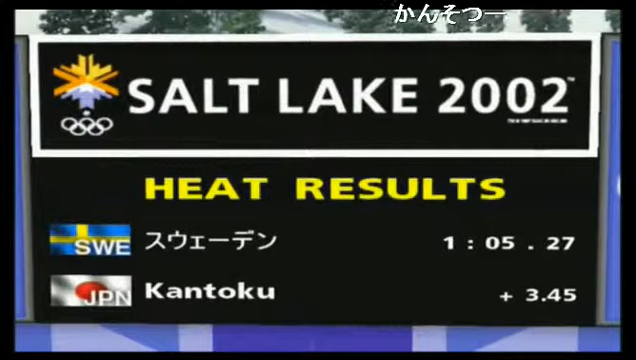 かんそつー
SALT LAKE 2002™
HEAT RESULTS
SWE スウェーデン 1 : 05 . 27
JPN Kantoku + 3.45